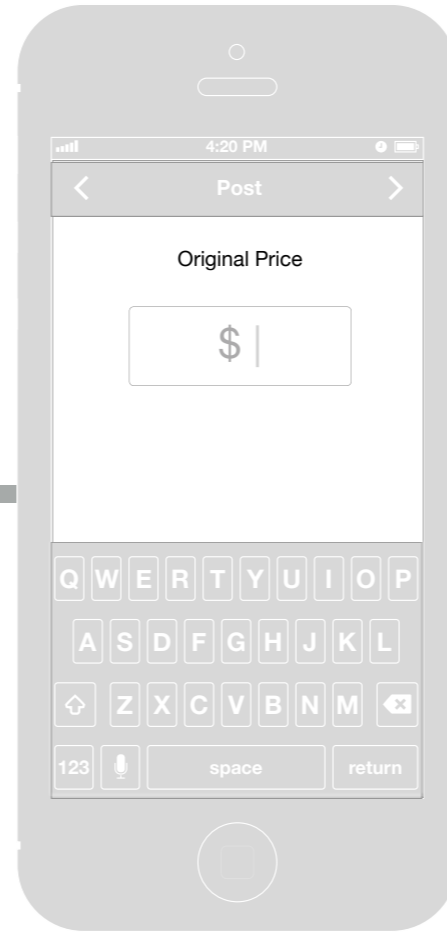 4:20 PM
Post
Original Price
$
Q W E R T Y U I O P
A S D F G H J K L
Z X C V B N M
123 space return